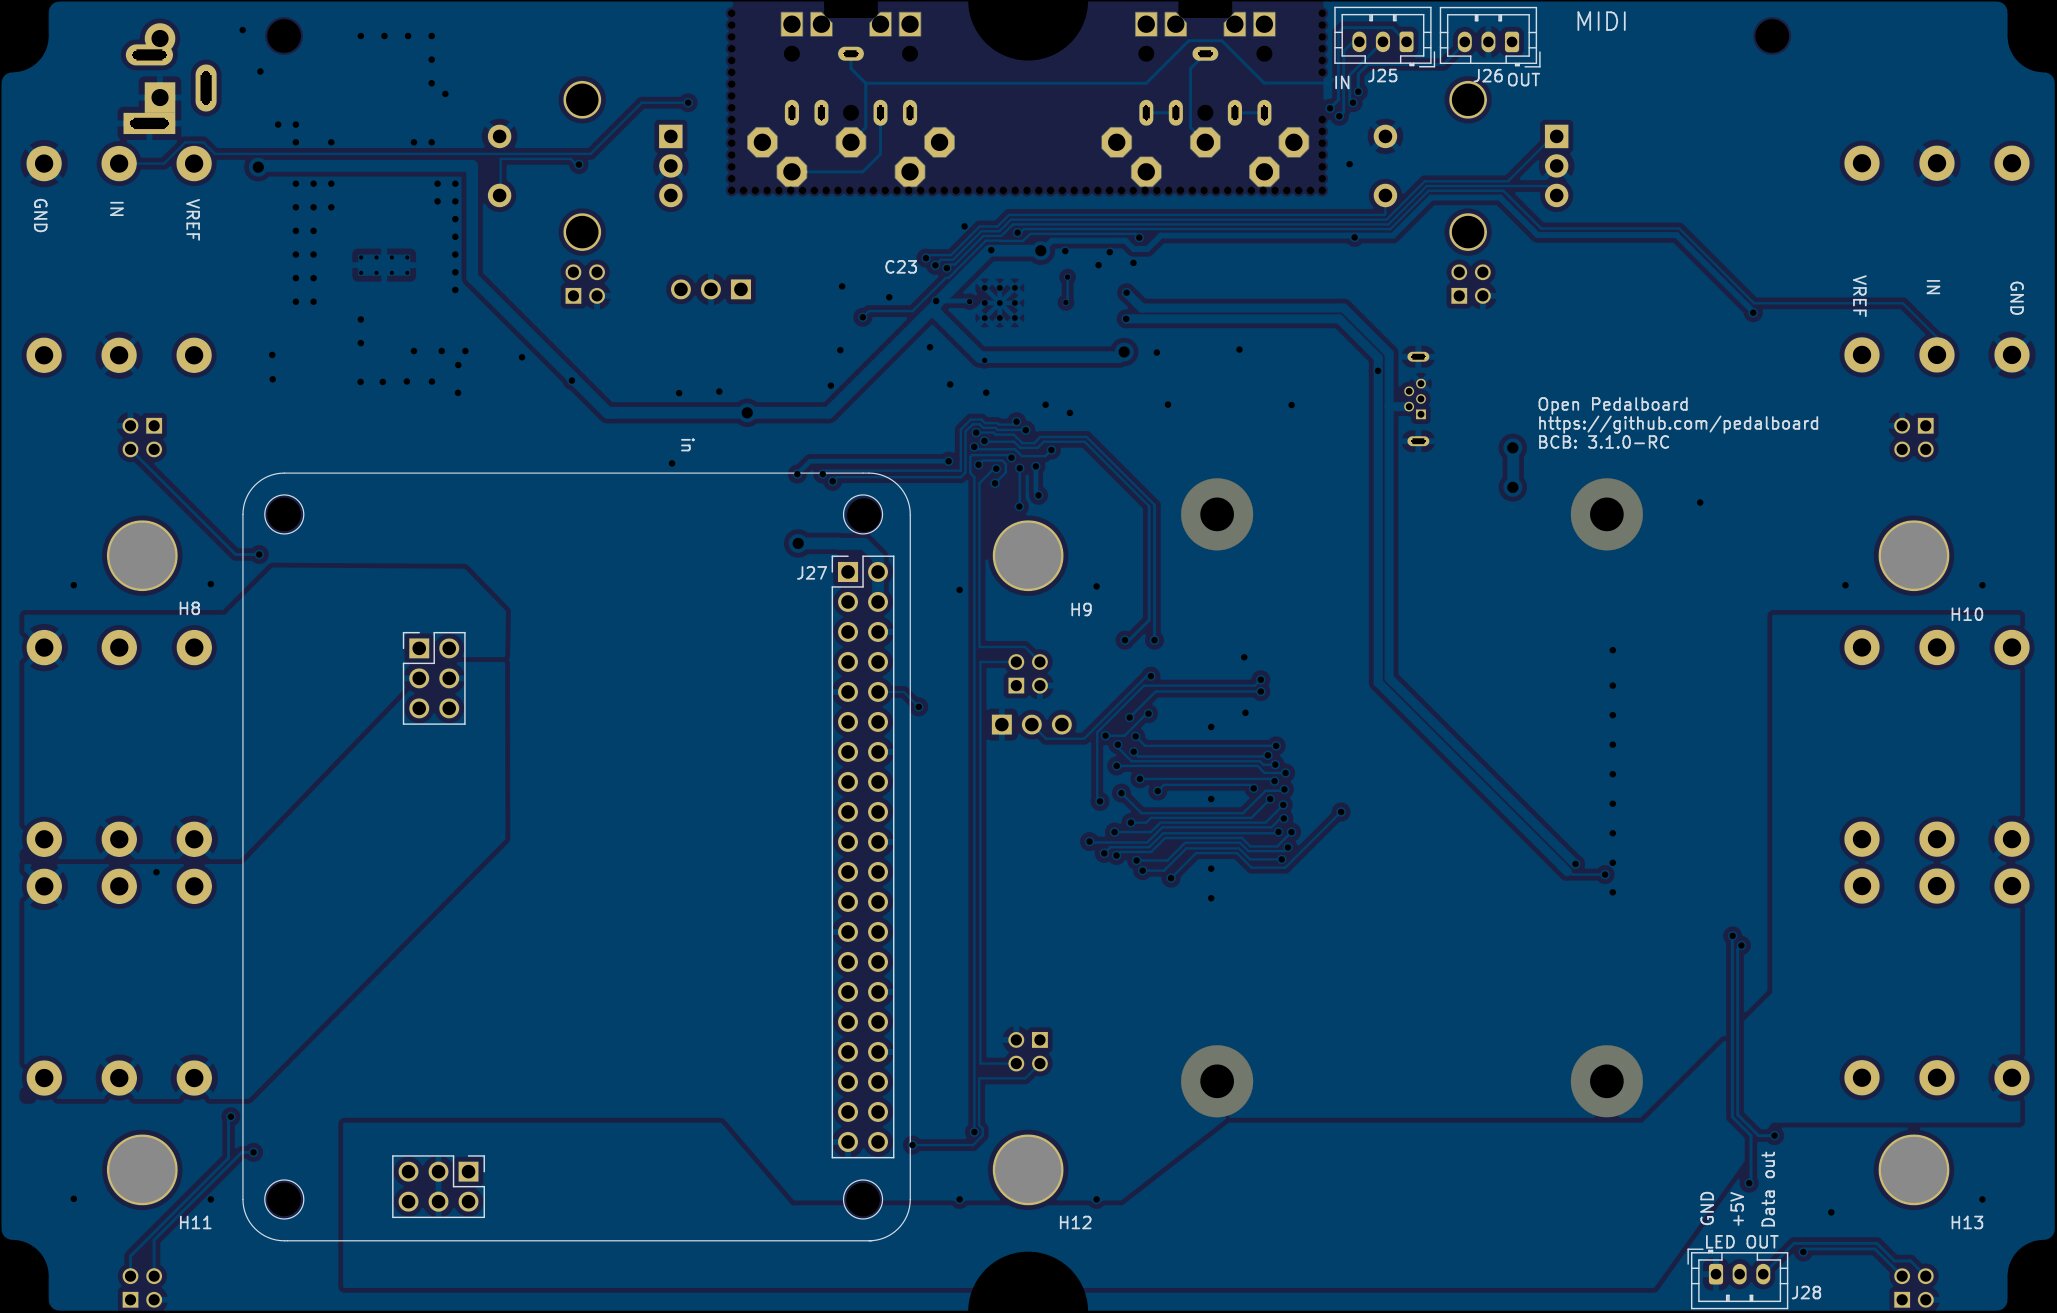 MIDI
IN
J25
J26
OUT
GND
IN
VREF
C23
VREF
IN
GND
Open Pedalboard
https://github.com/pedalboard
BCB: 3.1.0-RC
in
J27
H8
H9
H10
H11
H12
H13
GND
+5V
Data out
LED OUT
J28